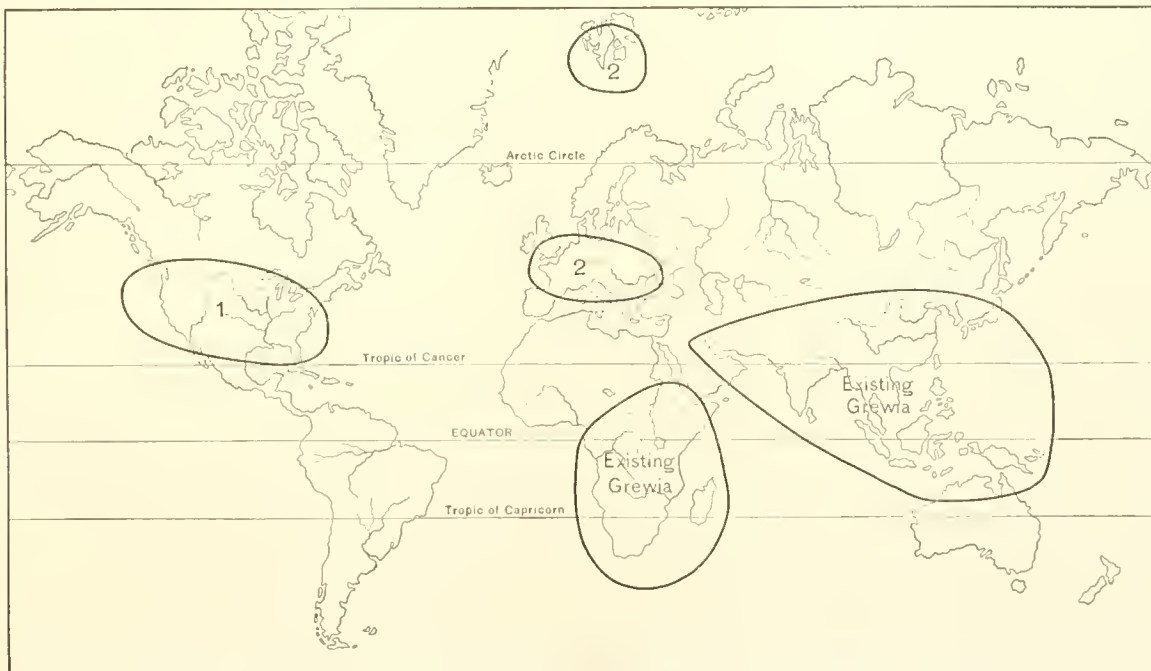 2
Arctic Circle
2
1
Tropic of Cancer
Existing
Grewia
EQUATOR
Existing
Grewia
Tropic of Capricorn